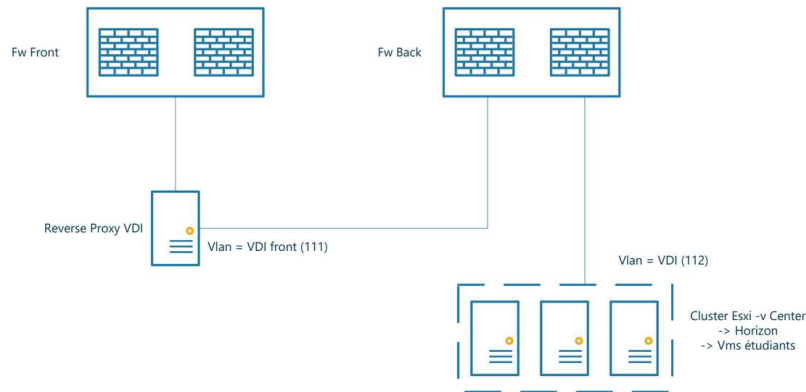 Fw Front
Fw Back
Reverse Proxy VDI
Vlan = VDI front (111)
Vlan = VDI (112)
Cluster Esxi -v Center
-> Horizon
-> Vms étudiants